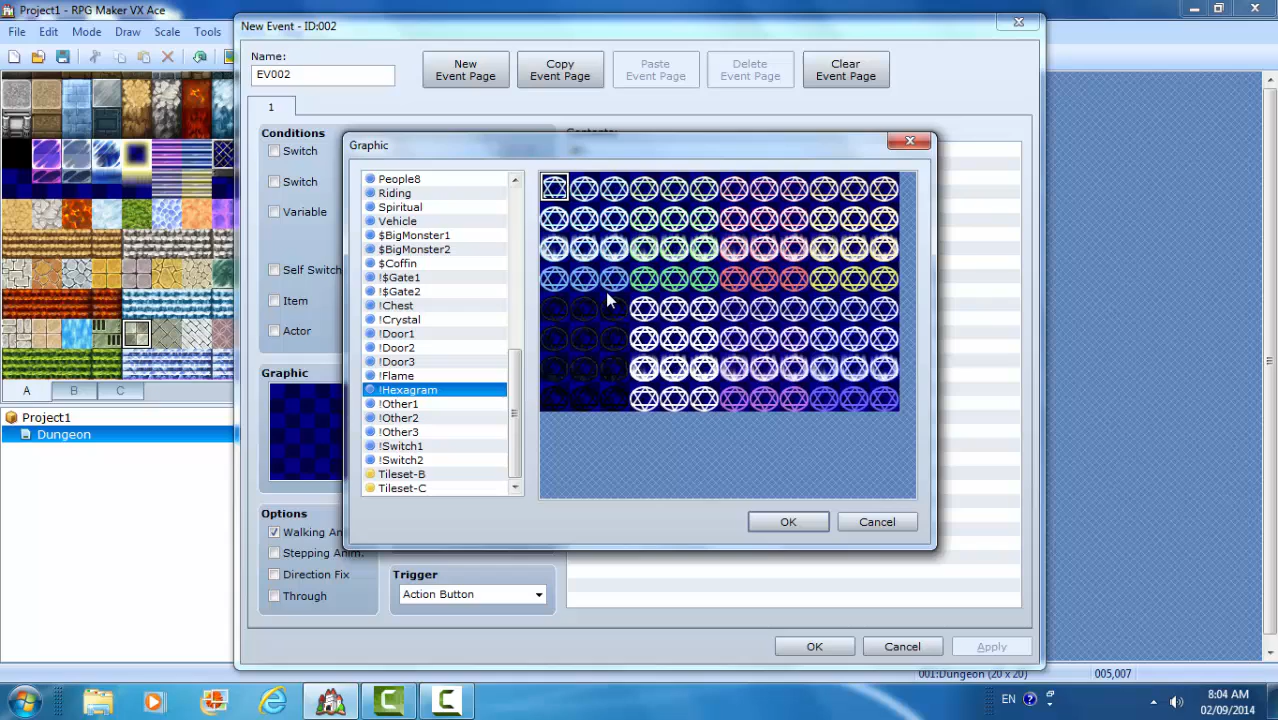 Project1 - RPG Maker VX Ace
File Edit Mode Draw Scale Tools
New Event - ID:002
Name:
EV002
New Event Page
Copy Event Page
Paste Event Page
Delete Event Page
Clear Event Page
1
Conditions
Switch
Switch
Variable
Self Switch
Item
Actor
Graphic
Options
Walking An
Stepping Anim.
Direction Fix
Through
Trigger
Action Button
Graphic
People8
Riding
Spiritual
Vehicle
$BigMonster1
$BigMonster2
$Coffin
!$Gate1
!$Gate2
!Chest
!Crystal
!Door1
!Door2
!Door3
!Flame
!Hexagram
!Other1
!Other2
!Other3
!Switch1
!Switch2
Tileset-B
Tileset-C
OK Cancel
OK Cancel Apply
A B C
Project1
Dungeon
001:Dungeon (20 x 20) 005,007
EN
8:04 AM
02/09/2014